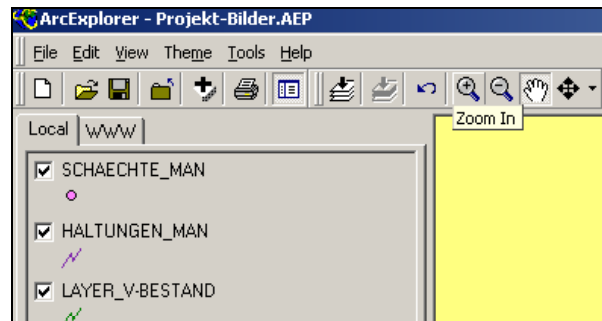 ArcExplorer - Projekt-Bilder.AEP
File Edit View Theme Tools Help
Zoom In
Local WWW
SCHAECHTE_MAN
HALTUNGEN_MAN
LAYER_V-BESTAND